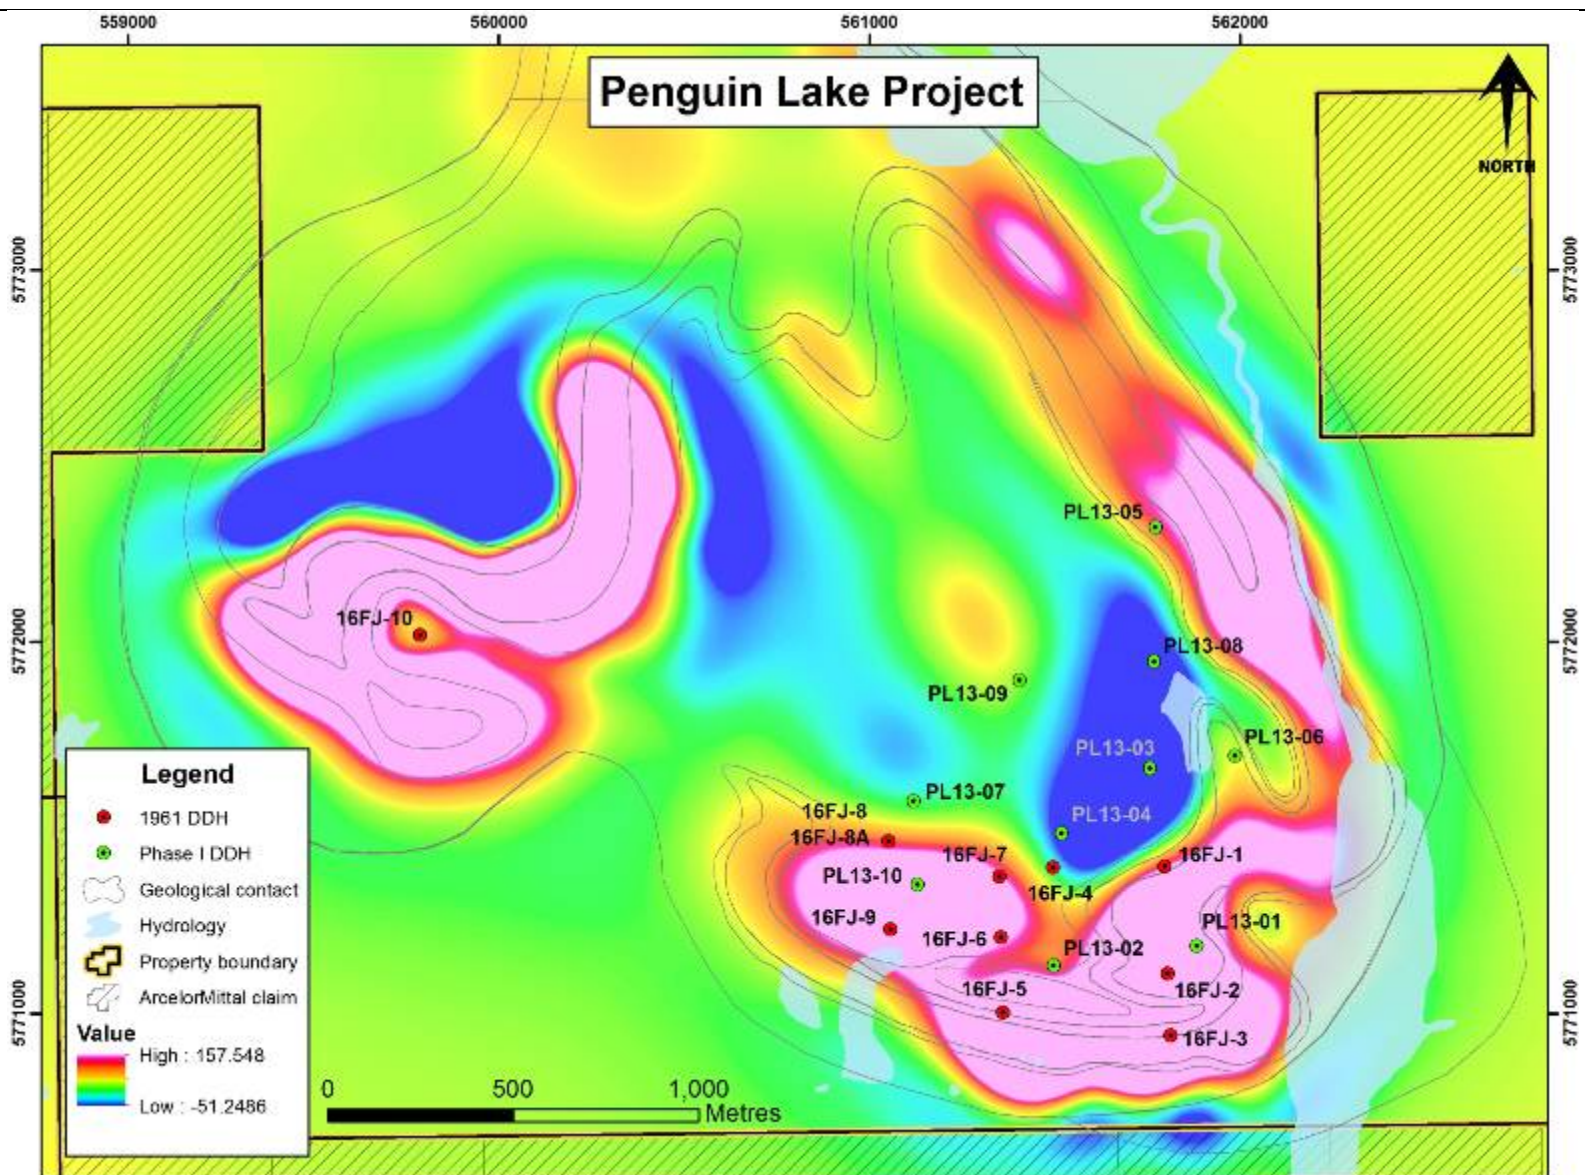 559000
560000
561000
562000
Penguin Lake Project
NORTH
5773000
5773000
PL13-05
16FJ-10
5772000
PL13-08
5772000
PL13-09
PL13-06
PL13-03
PL13-07
PL13-04
16FJ-8
16FJ-8A
16FJ-7
16FJ-1
PL13-10
16FJ-4
16FJ-9
PL13-01
16FJ-6
PL13-02
16FJ-5
16FJ-2
5771000
5771000
16FJ-3
Legend
1961 DDH
Phase I DDH
Geological contact
Hydrology
Property boundary
ArcelorMittal claim
Value
High : 157.548
Low : -51.2486
0 500 1,000
Metres